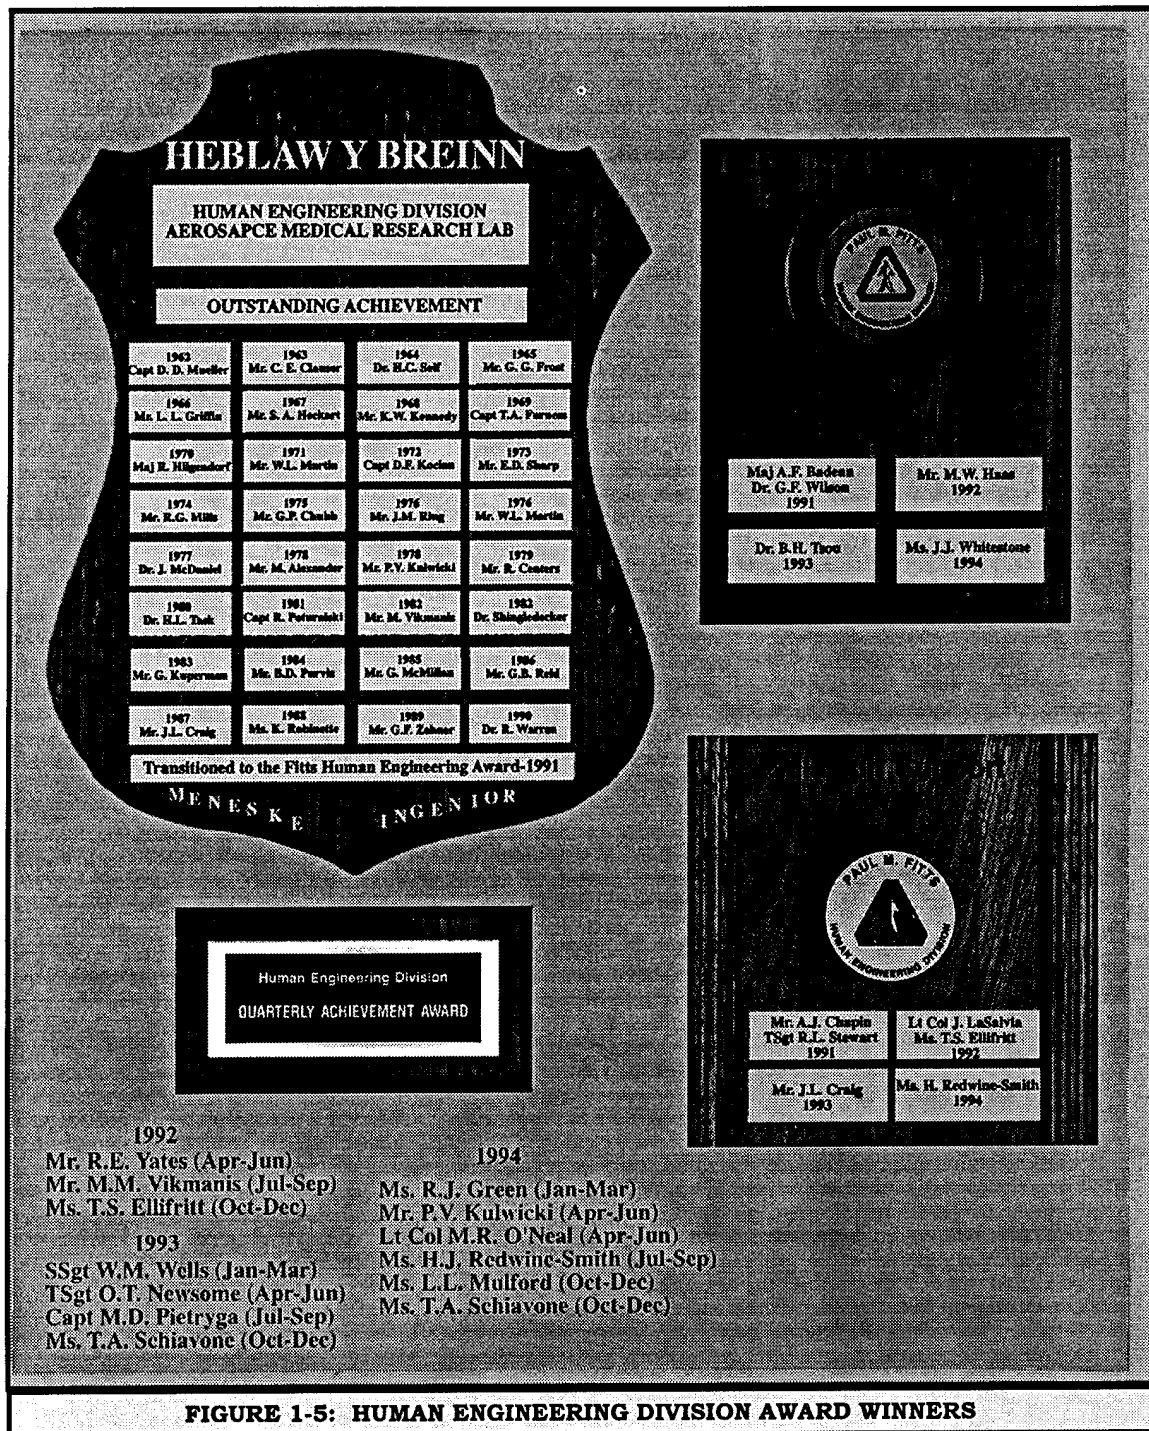 HEBLAW Y BREINN
HUMAN ENGINEERING DIVISION
AEROSAPCE MEDICAL RESEARCH LAB
OUTSTANDING ACHIEVEMENT
1962
Capt D. D. Mueller
1963
Mr. C. E. Clauser
1964
Dr. H.C. Self
1965
Mr. G. G. Frost
1966
Mr. L. L. Griffin
1967
Mr. S. A. Heckart
1968
Mr. K.W. Kennedy
1969
Capt T.A. Furness
1970
Maj R. Hilgendorf
1971
Mr. W.L. Martin
1972
Capt D.F. Kocian
1973
Mr. E.D. Sharp
1974
Mr. R.G. Mills
1975
Mr. G.P. Chubb
1976
Mr. J.M. Ring
1976
Mr. W.L. Martin
1977
Dr. J. McDaniel
1978
Mr. M. Alexander
1978
Mr. P.V. Kulwicki
1979
Mr. R. Centers
1980
Dr. H.L. Task
1981
Capt R. Poturalski
1982
Mr. M. Vikmanis
1982
Dr. Shingledecker
1983
Mr. G. Kuperman
1984
Mr. B.D. Purvis
1985
Mr. G. McMillan
1986
Mr. G.B. Reid
1987
Mr. J.L. Craig
1988
Ms. K. Robinette
1989
Mr. G.F. Zehner
1990
Dr. R. Warren
Transitioned to the Fitts Human Engineering Award-1991
MENESKE INGENIOR
PAUL M. FITTS
Maj A.F. Badeau
Dr. G.F. Wilson
1991
Mr. M.W. Haas
1992
Dr. B.H. Tsou
1993
Ms. J.J. Whitestone
1994
PAUL M. FITTS
HUMAN ENGINEERING DIVISION
Mr. A.J. Chapin
TSgt R.L. Stewart
1991
Lt Col J. LaSalvia
Ms. T.S. Ellifritt
1992
Mr. J.L. Craig
1993
Ms. H. Redwine-Smith
1994
Human Engineering Division
QUARTERLY ACHIEVEMENT AWARD
1992
Mr. R.E. Yates (Apr-Jun)
Mr. M.M. Vikmanis (Jul-Sep)
Ms. T.S. Ellifritt (Oct-Dec)
1993
SSgt W.M. Wells (Jan-Mar)
TSgt O.T. Newsome (Apr-Jun)
Capt M.D. Pietryga (Jul-Sep)
Ms. T.A. Schiavone (Oct-Dec)
1994
Ms. R.J. Green (Jan-Mar)
Mr. P.V. Kulwicki (Apr-Jun)
Lt Col M.R. O'Neal (Apr-Jun)
Ms. H.J. Redwine-Smith (Jul-Sep)
Ms. L.L. Mulford (Oct-Dec)
Ms. T.A. Schiavone (Oct-Dec)
FIGURE 1-5: HUMAN ENGINEERING DIVISION AWARD WINNERS